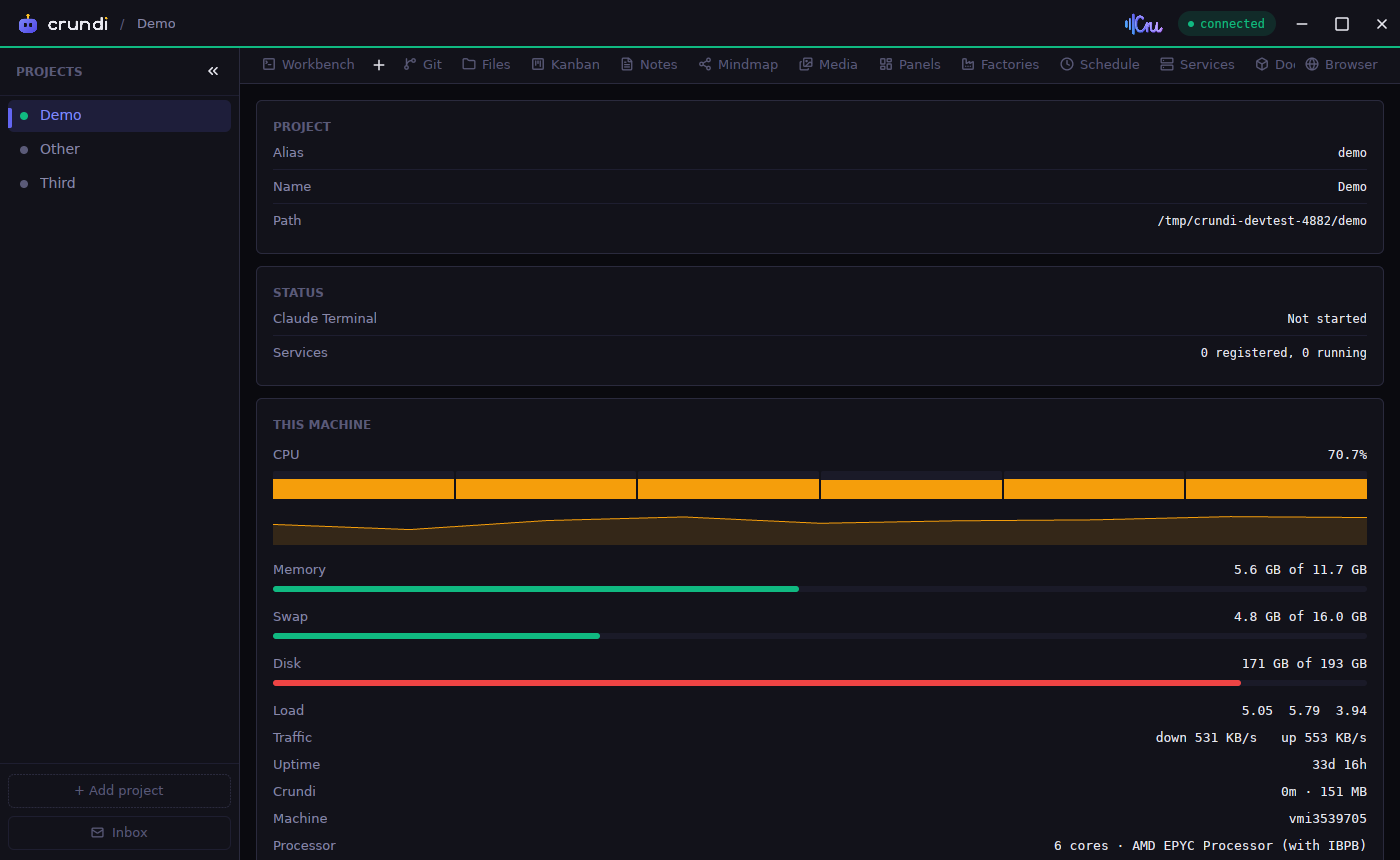 crundi / Demo
Cru
connected
PROJECTS
Workbench + Git Files Kanban Notes Mindmap Media Panels Factories Schedule Services Doc Browser
Demo
Other
Third
+ Add project
Inbox
PROJECT
Alias demo
Name Demo
Path /tmp/crundi-devtest-4882/demo
STATUS
Claude Terminal Not started
Services 0 registered, 0 running
THIS MACHINE
CPU 70.7%
Memory 5.6 GB of 11.7 GB
Swap 4.8 GB of 16.0 GB
Disk 171 GB of 193 GB
Load 5.05 5.79 3.94
Traffic down 531 KB/s up 553 KB/s
Uptime 33d 16h
Crundi 0m · 151 MB
Machine vmi3539705
Processor 6 cores · AMD EPYC Processor (with IBPB)